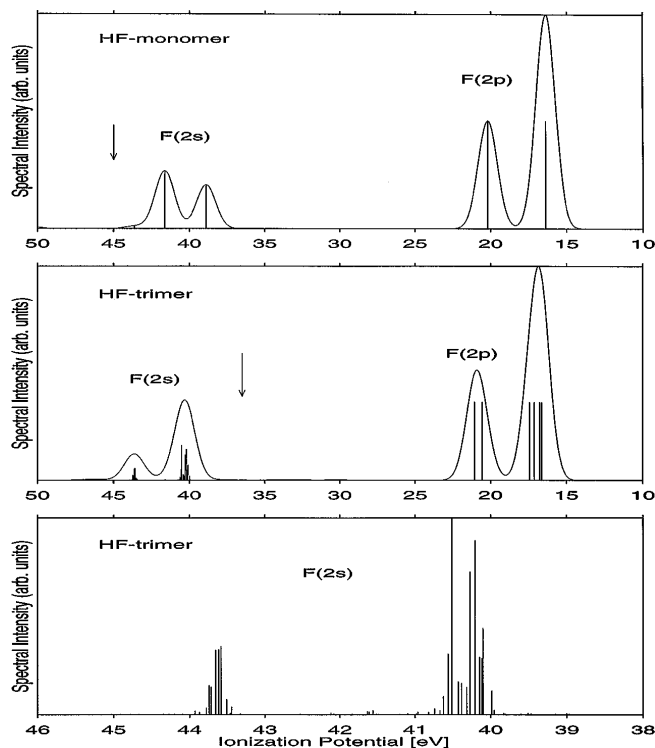 Spectral Intensity (arb. units)
HF-monomer
F(2s)
F(2p)
50 45 40 35 30 25 20 15 10
Spectral Intensity (arb. units)
HF-trimer
F(2s)
F(2p)
50 45 40 35 30 25 20 15 10
Spectral Intensity (arb. units)
HF-trimer
F(2s)
46 45 44 43 42 41 40 39 38
Ionization Potential [eV]